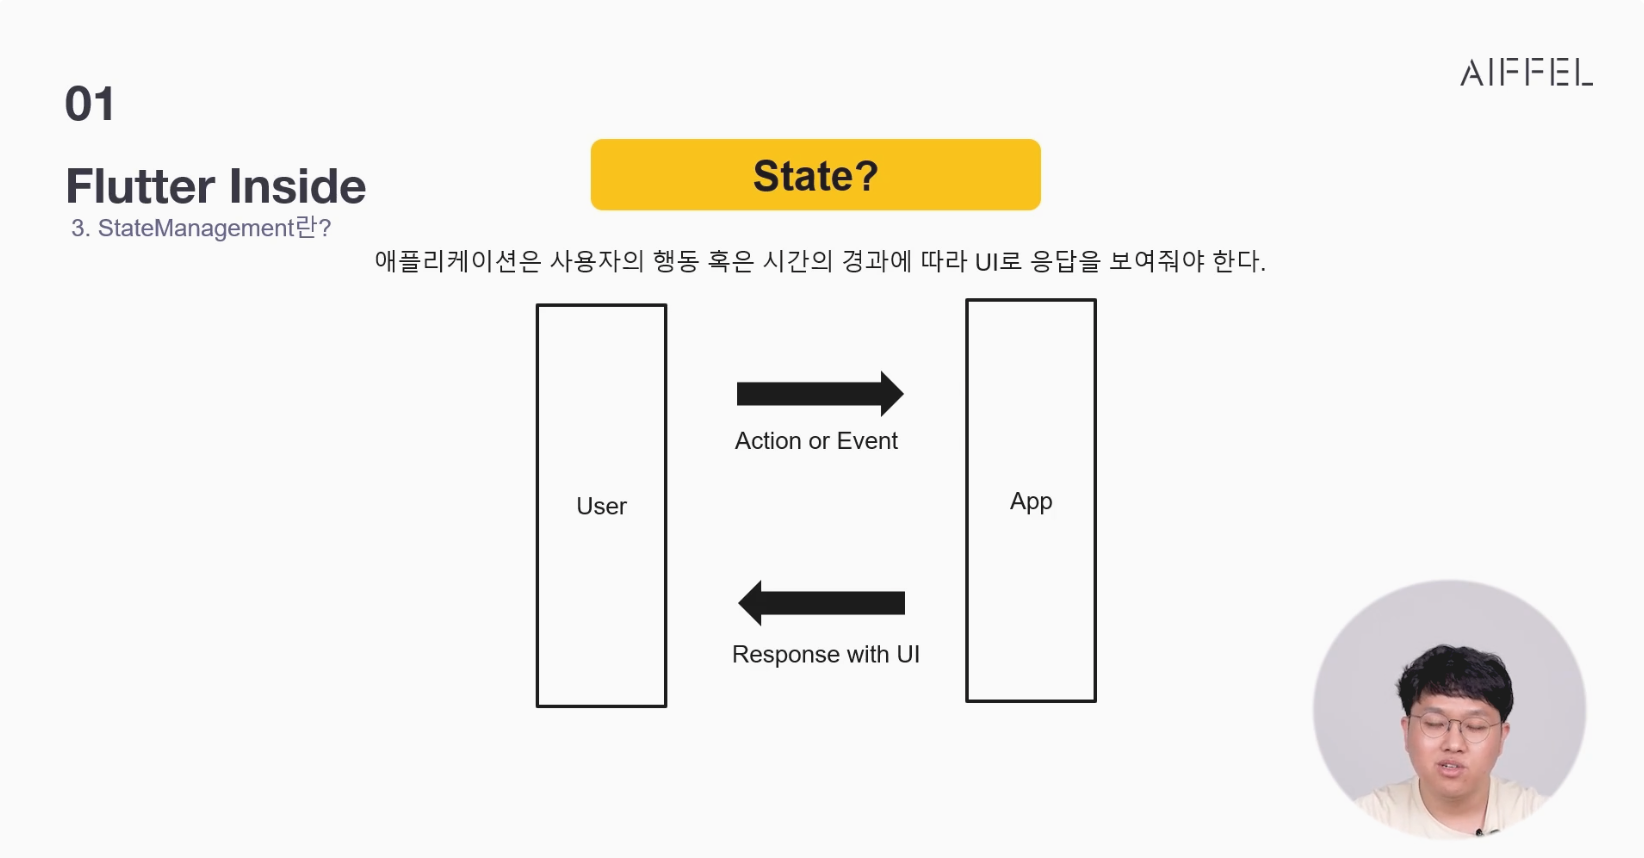 AIFFEL
01
Flutter Inside
3. StateManagement란?
State?
애플리케이션은 사용자의 행동 혹은 시간의 경과에 따라 UI로 응답을 보여줘야 한다.
User
Action or Event
Response with UI
App